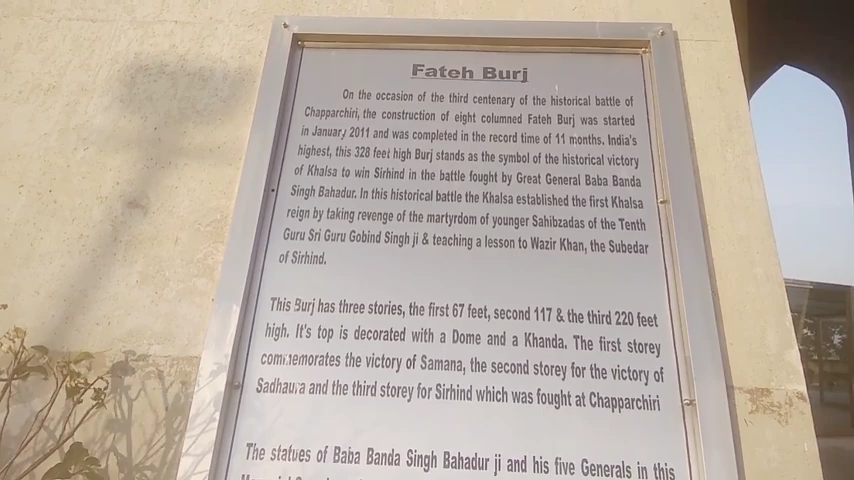 Fateh Burj
On the occasion of the third centenary of the historical battle of
Chapparchiri, the construction of eight columned Fateh Burj was started
in January 2011 and was completed in the record time of 11 months. India's
highest, this 328 feet high Burj stands as the symbol of the historical victory
of Khalsa to win Sirhind in the battle fought by Great General Baba Banda
Singh Bahadur. In this historical battle the Khalsa established the first Khalsa
reign by taking revenge of the martyrdom of younger Sahibzadas of the Tenth
Guru Sri Guru Gobind Singh ji & teaching a lesson to Wazir Khan, the Subedar
of Sirhind.
This Burj has three stories, the first 67 feet, second 117 & the third 220 feet
high. It's top is decorated with a Dome and a Khanda. The first storey
commemorates the victory of Samana, the second storey for the victory of
Sadhaura and the third storey for Sirhind which was fought at Chapparchiri
The statues of Baba Banda Singh Bahadur ji and his five Generals in this